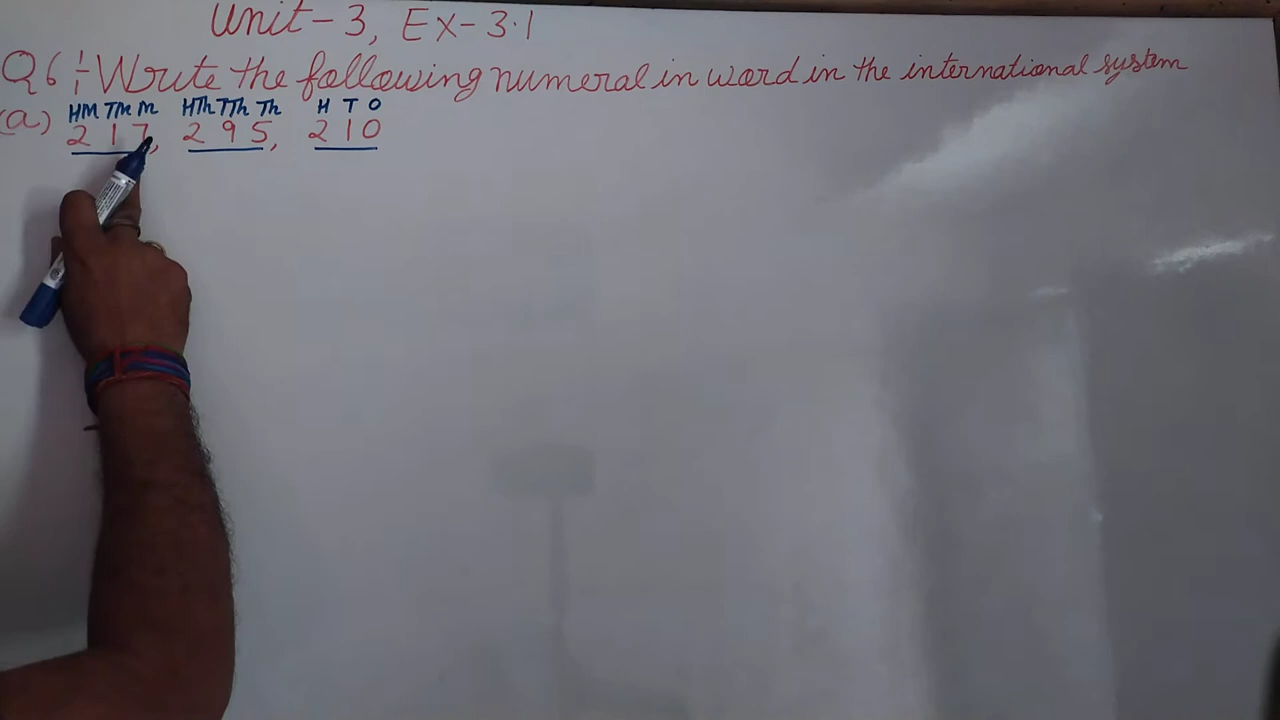 Unit-3, Ex-3.1
Q6:- Write the following numeral in word in the international system
HM TM M HTh TTh Th H T O
(a) 217, 295, 210